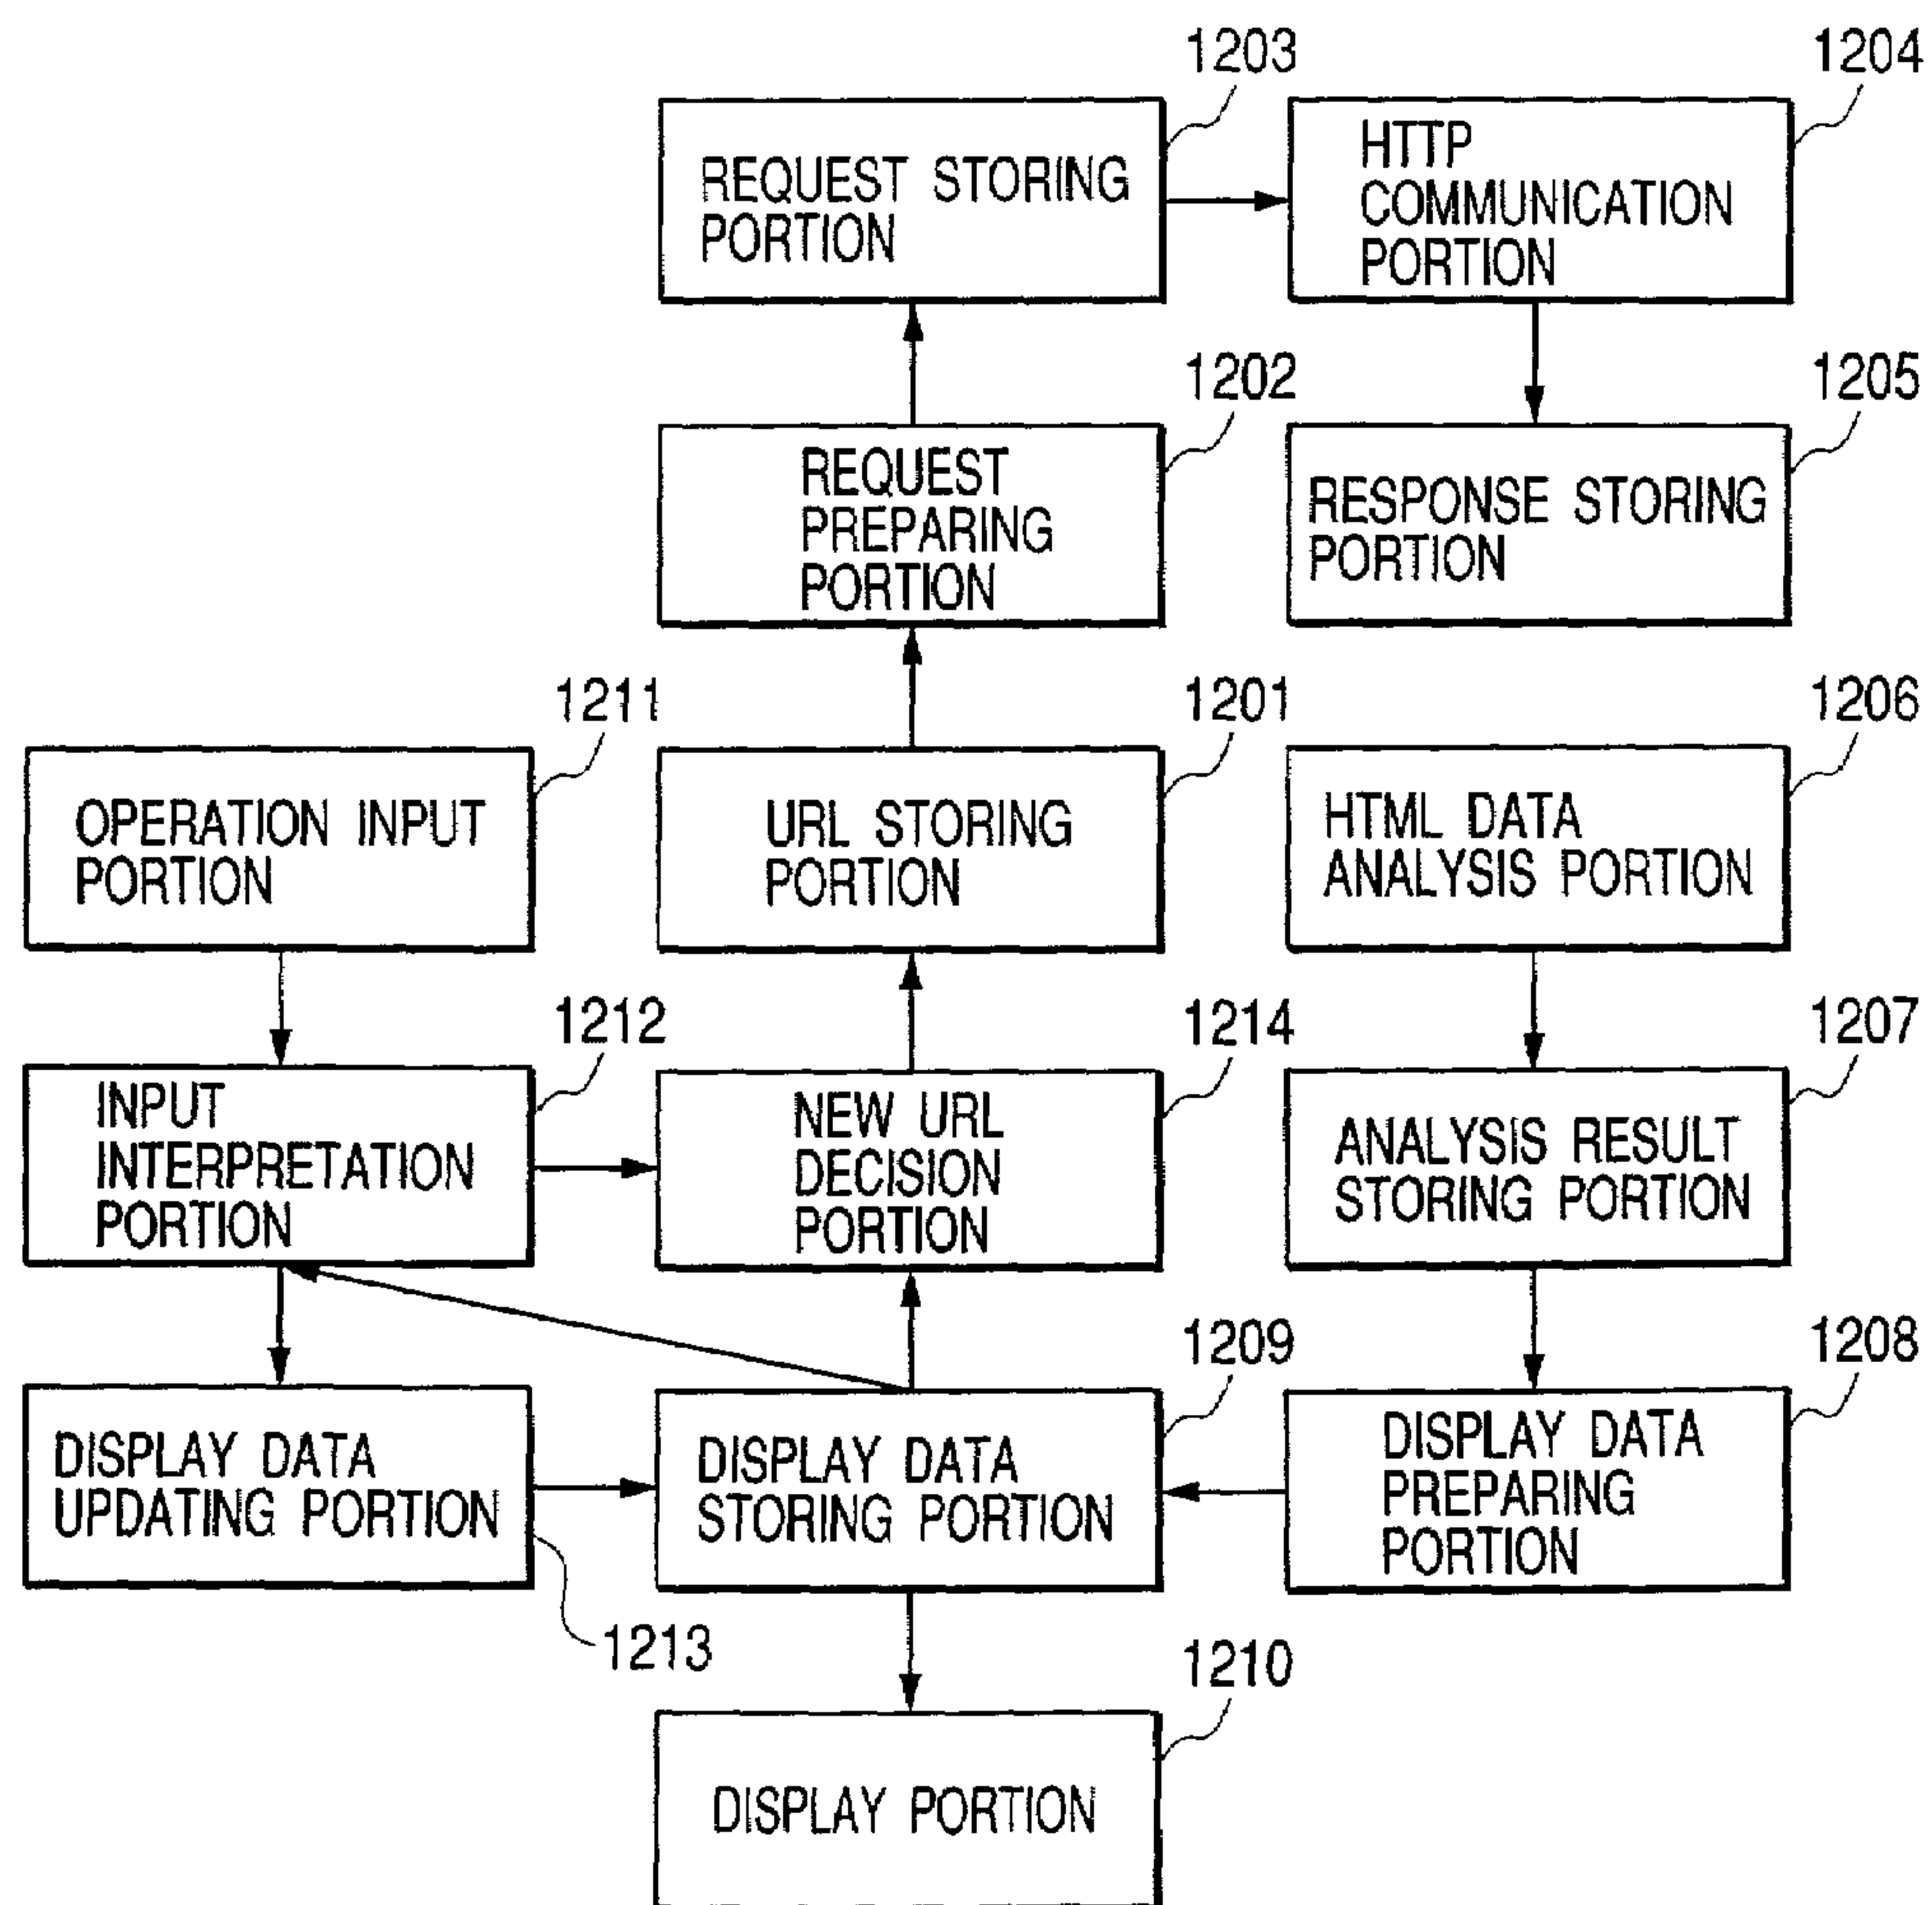 1203
1204
REQUEST STORING
PORTION
HTTP
COMMUNICATION
PORTION
1202
1205
REQUEST
PREPARING
PORTION
RESPONSE STORING
PORTION
1211
1201
1206
OPERATION INPUT
PORTION
URL STORING
PORTION
HTML DATA
ANALYSIS PORTION
1212
1214
1207
INPUT
INTERPRETATION
PORTION
NEW URL
DECISION
PORTION
ANALYSIS RESULT
STORING PORTION
1209
1208
DISPLAY DATA
UPDATING PORTION
DISPLAY DATA
STORING PORTION
DISPLAY DATA
PREPARING
PORTION
1213
1210
DISPLAY PORTION